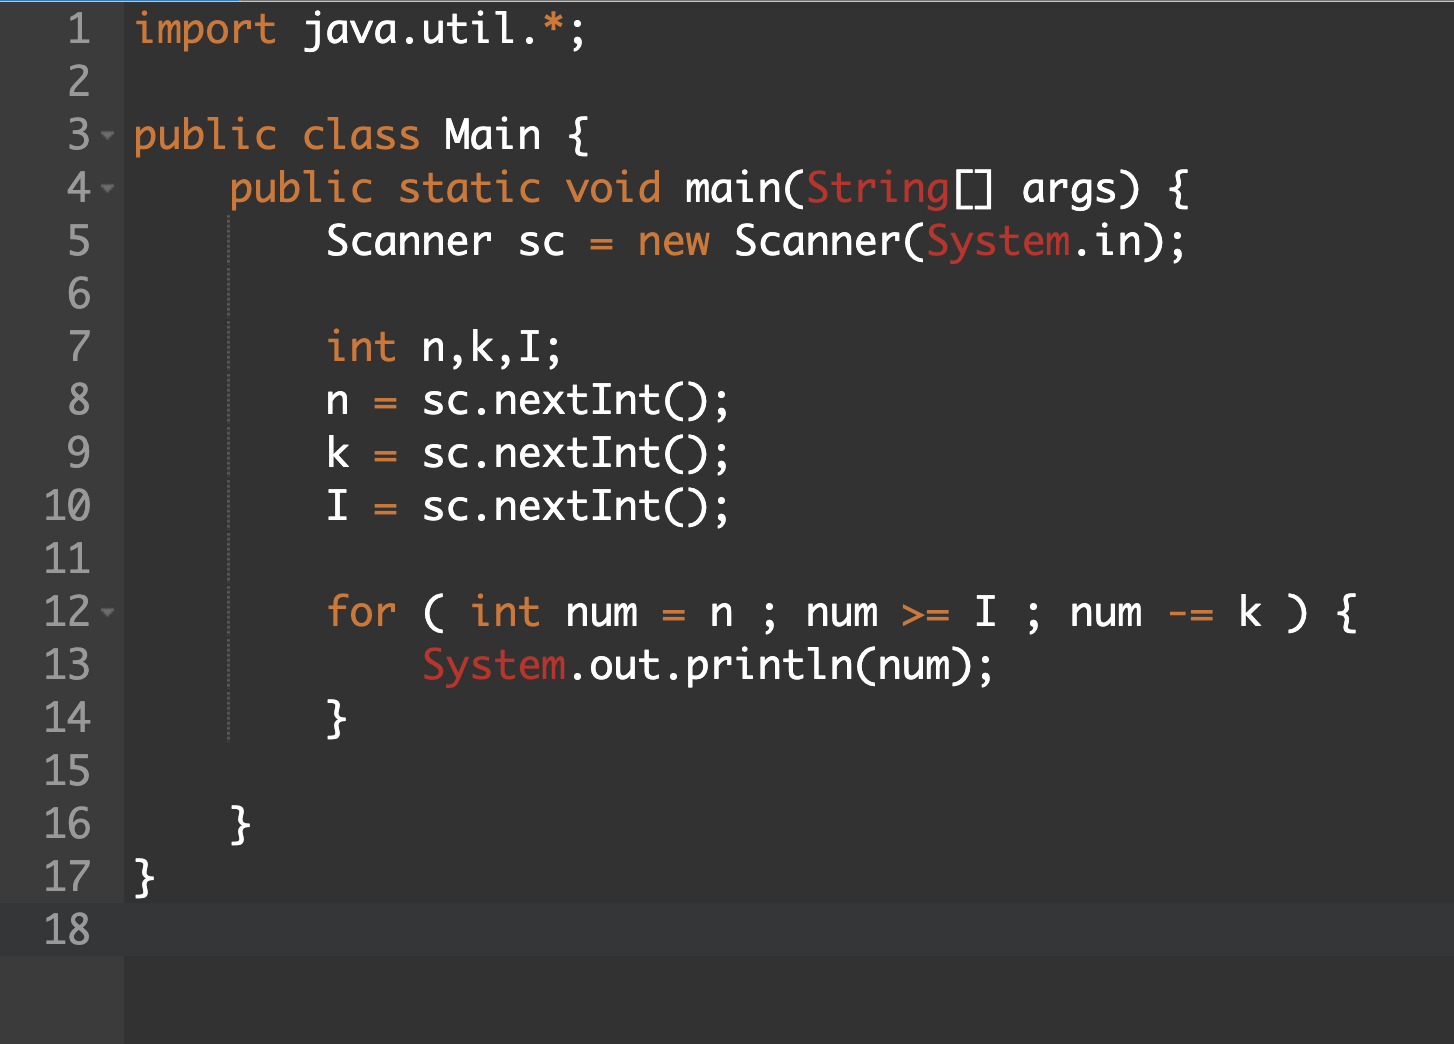 1 import java.util.*;
2
3 public class Main {
4     public static void main(String[] args) {
5         Scanner sc = new Scanner(System.in);
6
7         int n,k,I;
8         n = sc.nextInt();
9         k = sc.nextInt();
10         I = sc.nextInt();
11
12         for ( int num = n ; num >= I ; num -= k ) {
13             System.out.println(num);
14         }
15
16     }
17 }
18